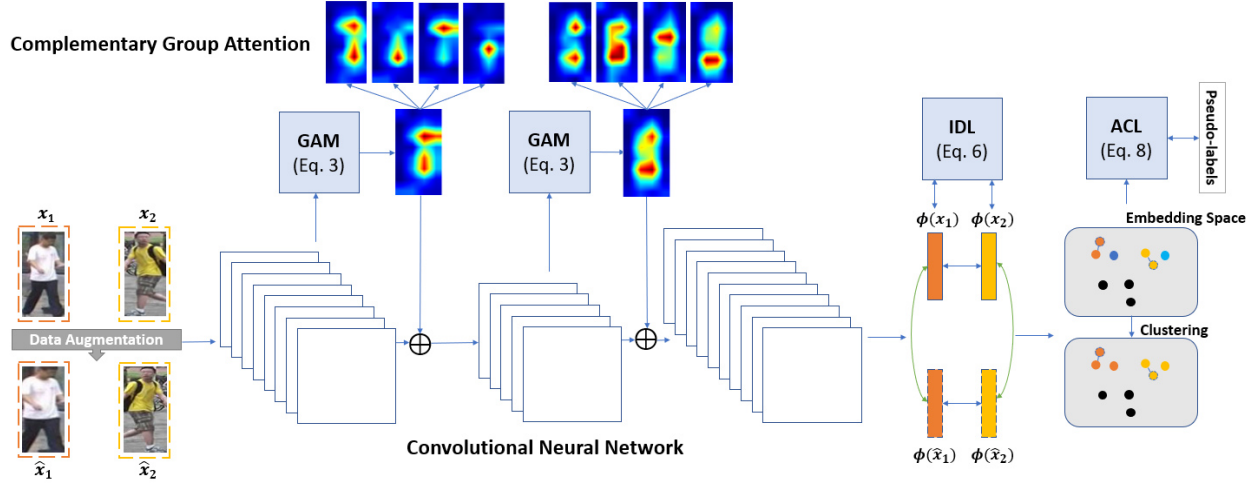 Complementary Group Attention
GAM
(Eq. 3)
GAM
(Eq. 3)
IDL
(Eq. 6)
ACL
(Eq. 8)
Pseudo-labels
x₁
x₂
ϕ(x₁)
ϕ(x₂)
Embedding Space
Data Augmentation
Clustering
Convolutional Neural Network
x̂₁
x̂₂
ϕ(x̂₁)
ϕ(x̂₂)